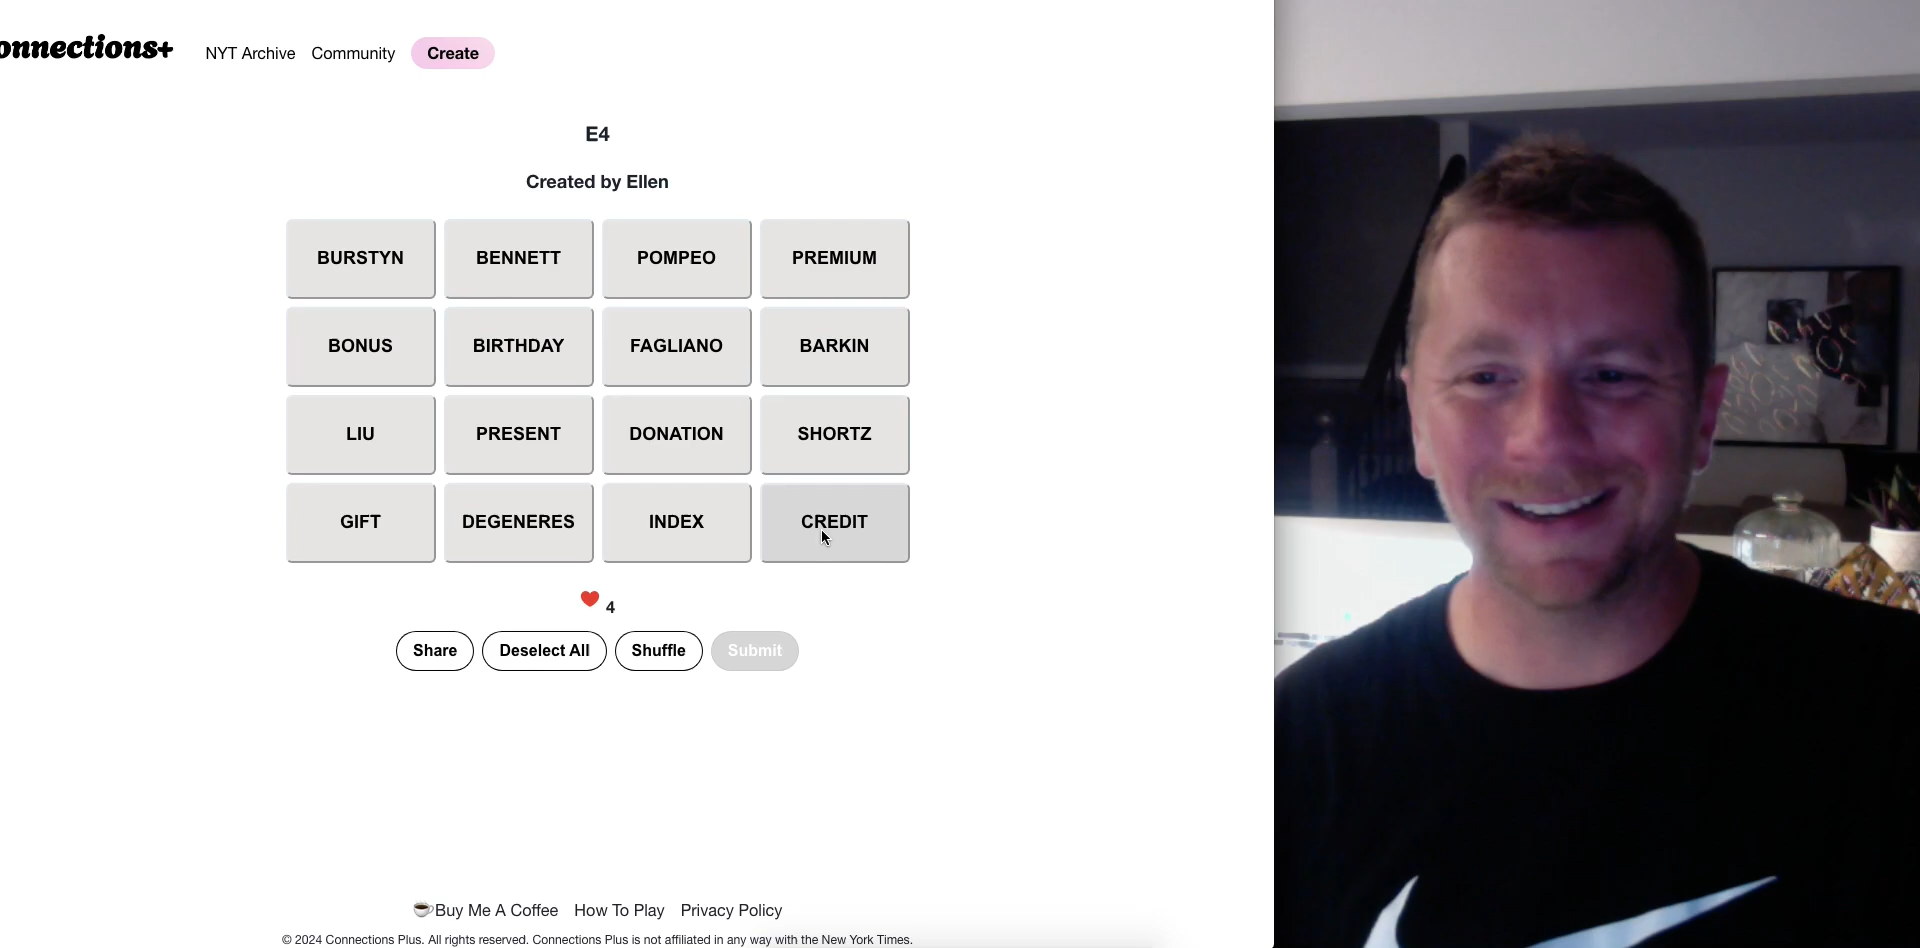 onnections+ NYT Archive Community Create
E4
Created by Ellen
BURSTYN BENNETT POMPEO PREMIUM
BONUS BIRTHDAY FAGLIANO BARKIN
LIU PRESENT DONATION SHORTZ
GIFT DEGENERES INDEX CREDIT
4
Share Deselect All Shuffle Submit
Buy Me A Coffee How To Play Privacy Policy
© 2024 Connections Plus. All rights reserved. Connections Plus is not affiliated in any way with the New York Times.